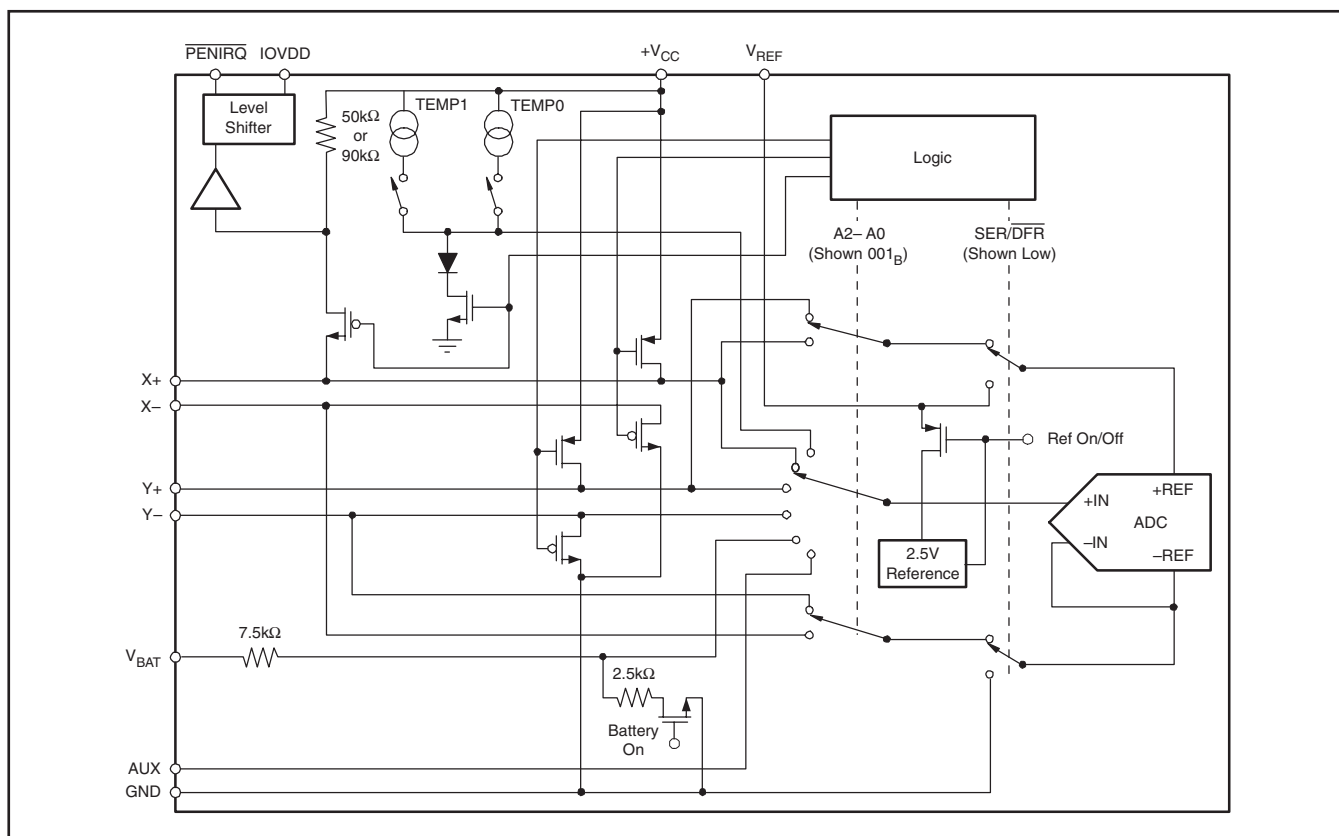 PENIRQ IOVDD
+VCC
VREF
Level
Shifter
50kΩ
or
90kΩ
TEMP1
TEMP0
Logic
A2– A0
(Shown 001B)
SER/DFR
(Shown Low)
X+
X–
Y+
Y–
Ref On/Off
+IN
+REF
ADC
–IN
–REF
2.5V
Reference
7.5kΩ
VBAT
2.5kΩ
Battery
On
AUX
GND